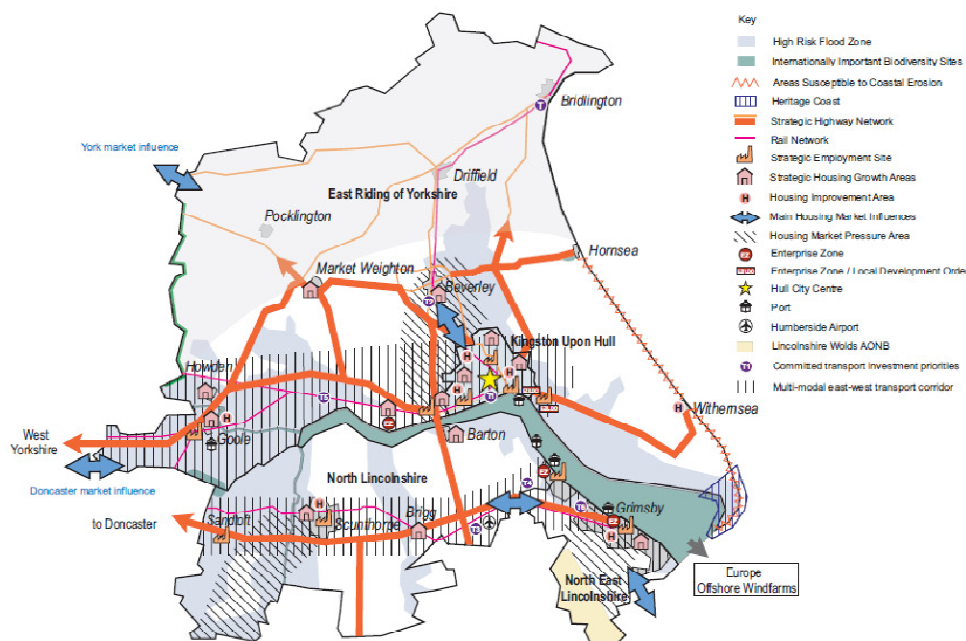 Key
High Risk Flood Zone
Internationally Important Biodiversity Sites
Areas Susceptible to Coastal Erosion
Heritage Coast
Strategic Highway Network
Rail Network
Strategic Employment Site
Strategic Housing Growth Areas
Housing Improvement Area
Main Housing Market Influences
Housing Market Pressure Area
Enterprise Zone
Enterprise Zone / Local Development Order
Hull City Centre
Port
Humberside Airport
Lincolnshire Wolds AONB
Committed transport investment priorities
Multi-modal east-west transport corridor
Bridlington
York market influence
Driffield
East Riding of Yorkshire
Pocklington
Hornsea
Market Weighton
Beverley
Kingston Upon Hull
Howden
Withernsea
West
Yorkshire
Goole
Barton
Doncaster market influence
North Lincolnshire
to Doncaster
Sandtoft
Scunthorpe
Brigg
Grimsby
North East
Lincolnshire
Europe
Offshore Windfarms